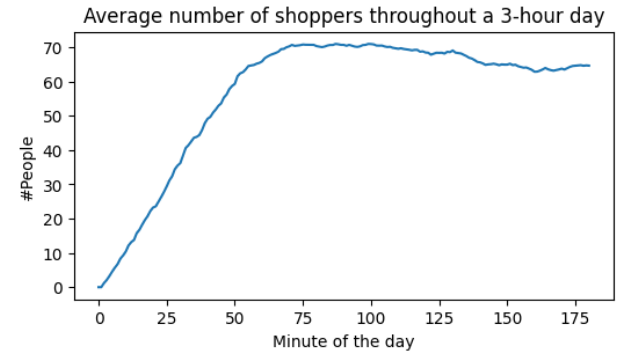 Average number of shoppers throughout a 3-hour day
70
60
50
40
30
20
10
0
#People
0 25 50 75 100 125 150 175
Minute of the day